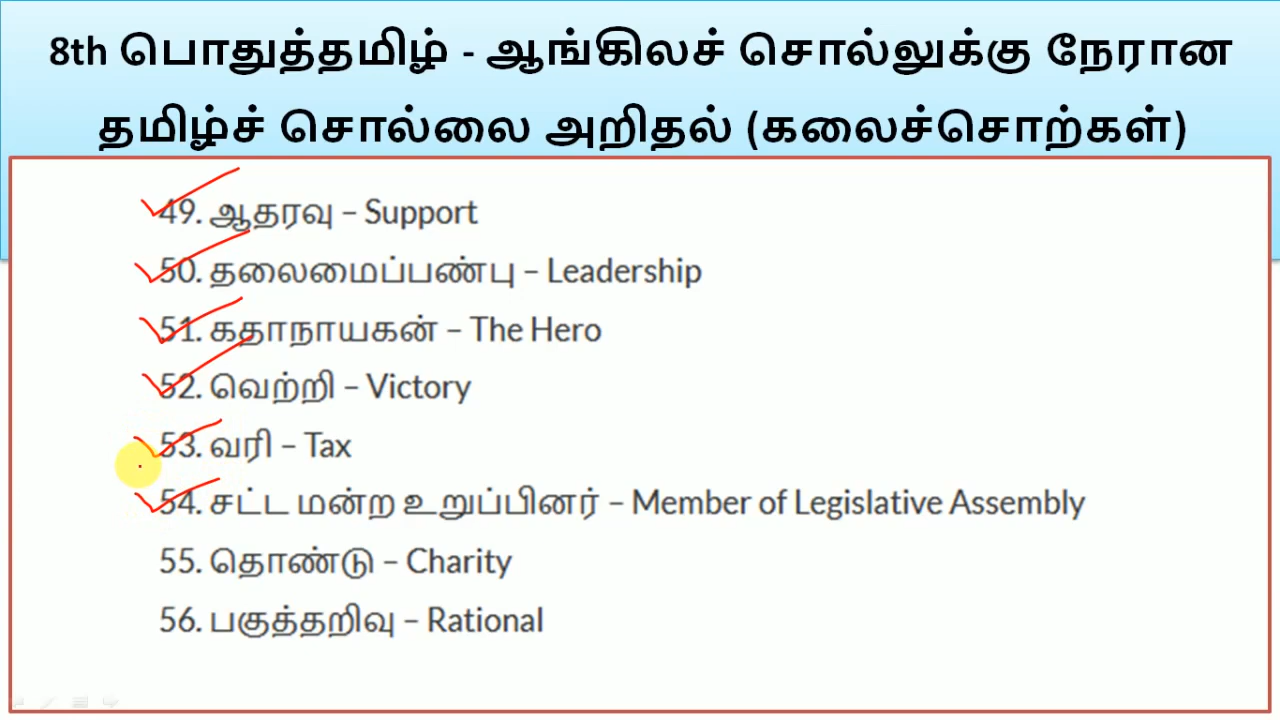 8th பொதுத்தமிழ் - ஆங்கிலச் சொல்லுக்கு நேரான
தமிழ்ச் சொல்லை அறிதல் (கலைச்சொற்கள்)
49. ஆதரவு – Support
50. தலைமைப்பண்பு – Leadership
51. கதாநாயகன் – The Hero
52. வெற்றி – Victory
53. வரி – Tax
54. சட்ட மன்ற உறுப்பினர் – Member of Legislative Assembly
55. தொண்டு – Charity
56. பகுத்தறிவு – Rational